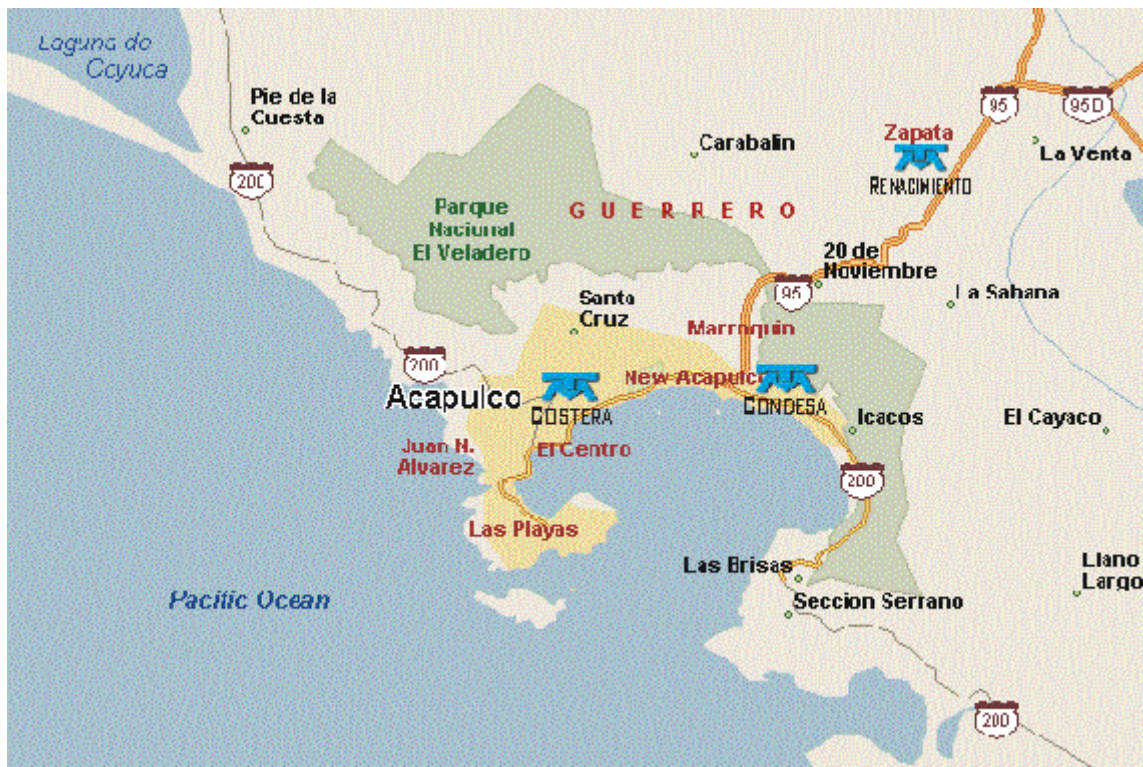 Laguna de
Coyuca
Pie de la
Cuesta
95
95D
Zapata
Carabalin
La Venta
200
RENACIMIENTO
Parque
Nacional
El Veladero
GUERRERO
20 de
Noviembre
La Sabana
95
Santa
Cruz
Marroquin
200
New Acapulco
Acapulco
COSTERA
CONDESA
Icacos
El Cayaco
Juan N.
Alvarez
El Centro
200
Las Playas
Las Brisas
Llano
Largo
Pacific Ocean
Seccion Serrano
200